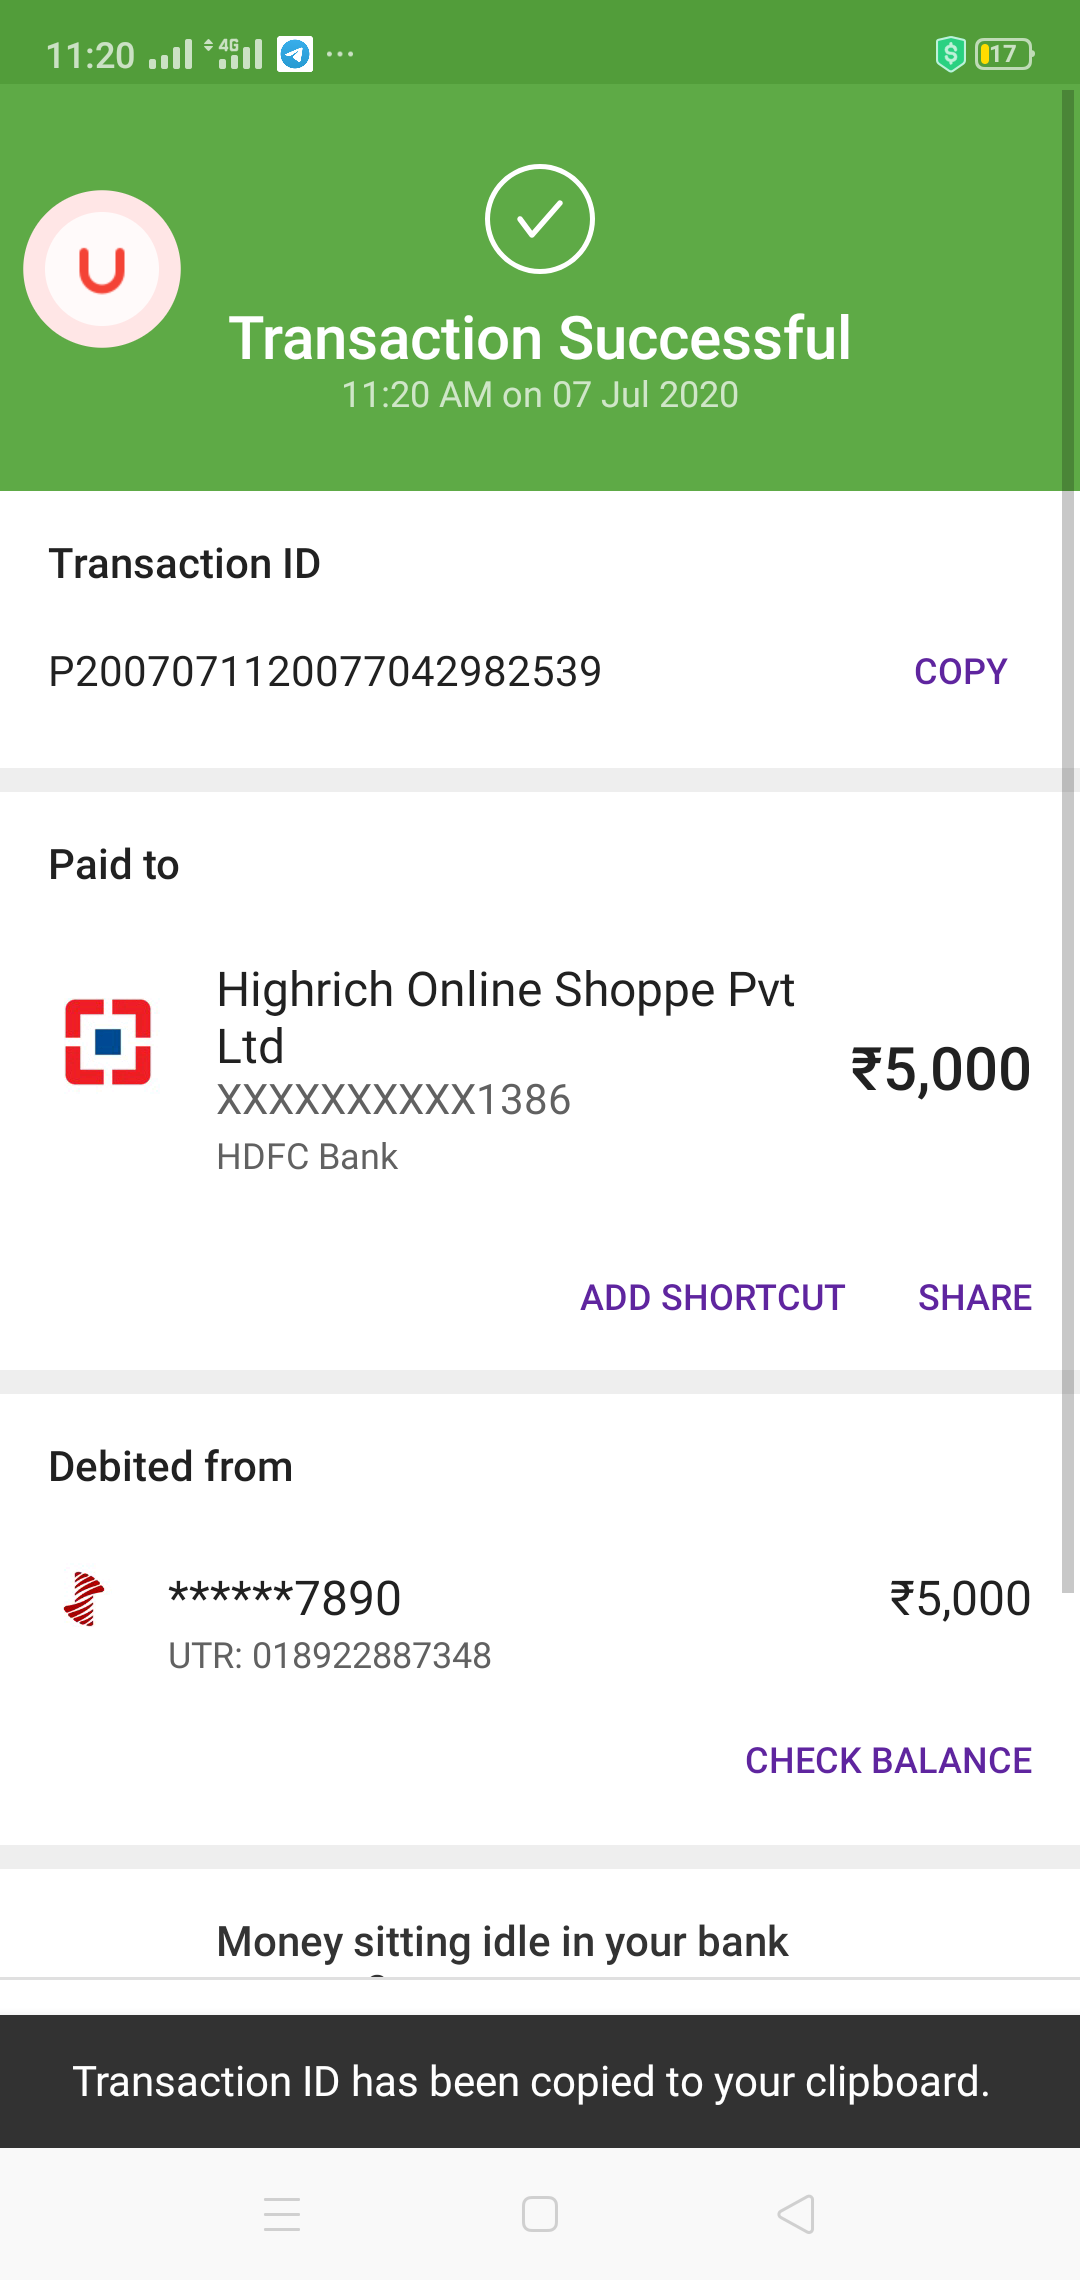 11:20 4G ... 17
U
Transaction Successful
11:20 AM on 07 Jul 2020
Transaction ID
P2007071120077042982539 COPY
Paid to
Highrich Online Shoppe Pvt
Ltd
XXXXXXXXXX1386
₹5,000
HDFC Bank
ADD SHORTCUT SHARE
Debited from
******7890 ₹5,000
UTR: 018922887348
CHECK BALANCE
Money sitting idle in your bank
Transaction ID has been copied to your clipboard.